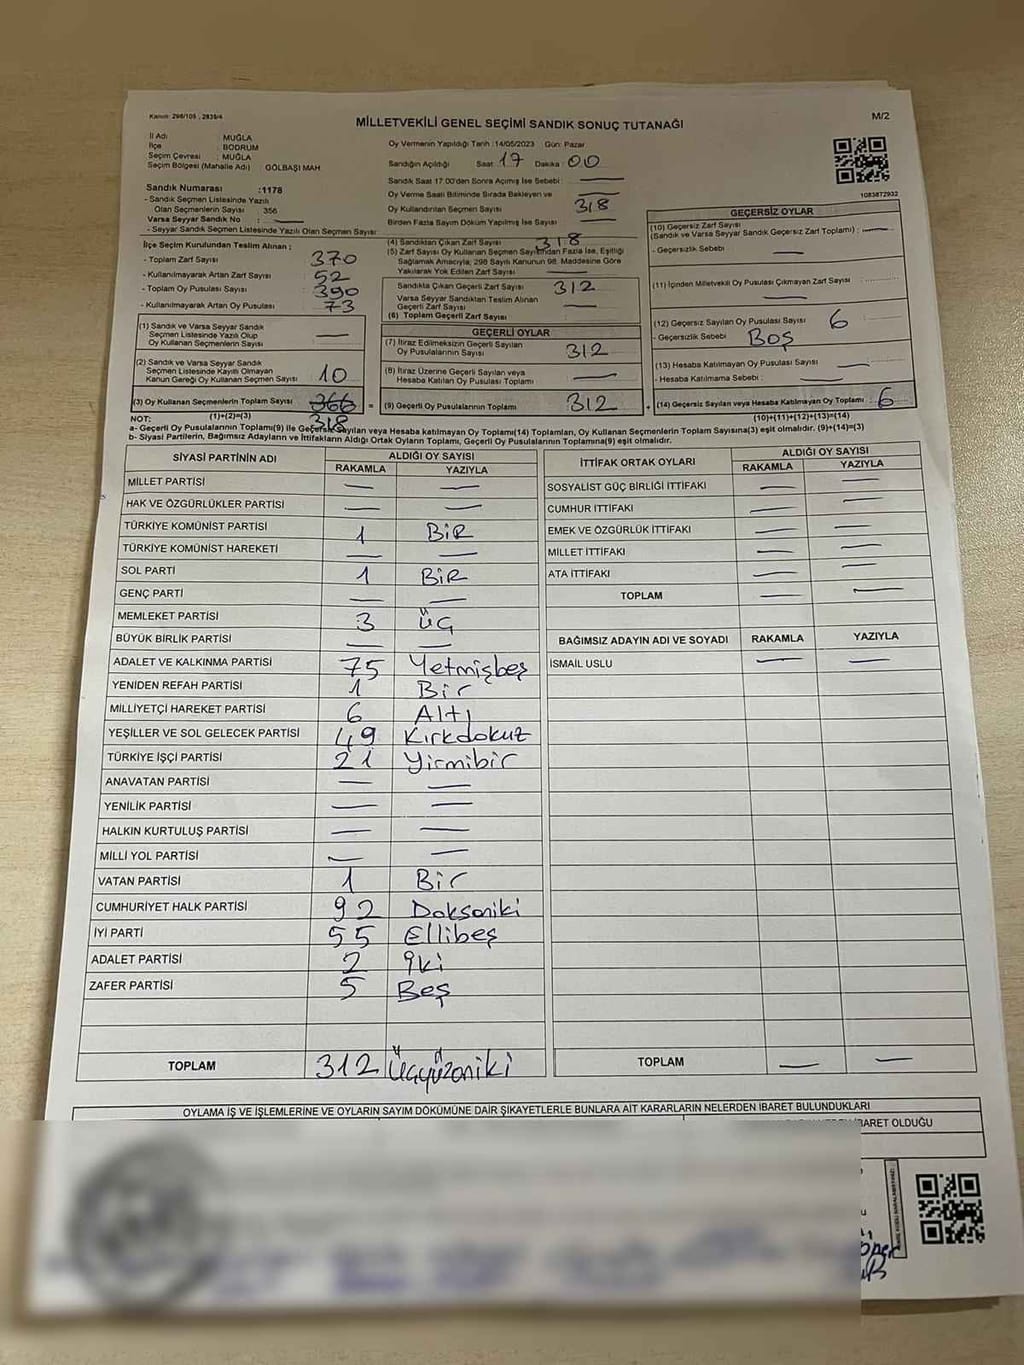 Kanun: 298/105 , 2839/4
MİLLETVEKİLİ GENEL SEÇİMİ SANDIK SONUÇ TUTANAĞI
M/2
İl Adı : MUĞLA
İlçe : BODRUM
Seçim Çevresi : MUĞLA
Seçim Bölgesi (Mahalle Adı) : GÖLBAŞI MAH
Sandık Numarası :1178
- Sandık Seçmen Listesinde Yazılı
Olan Seçmenlerin Sayısı : 356
Varsa Seyyar Sandık No : —
- Seyyar Sandık Seçmen Listesinde Yazılı Olan Seçmen Sayısı:
Oy Vermenin Yapıldığı Tarih :14/05/2023 Gün: Pazar
Sandığın Açıldığı Saat : 17 Dakika : 00
Sandık Saat 17:00'den Sonra Açılmış İse Sebebi : —
Oy Verme Saati Bitiminde Sırada Bekleyen ve —
Oy Kullandırılan Seçmen Sayısı 318
Birden Fazla Sayım Döküm Yapılmış İse Sayısı : —
1083872932
İlçe Seçim Kurulundan Teslim Alınan ;
- Toplam Zarf Sayısı 370
- Kullanılmayarak Artan Zarf Sayısı 52
- Toplam Oy Pusulası Sayısı 390
- Kullanılmayarak Artan Oy Pusulası 73
(4) Sandıktan Çıkan Zarf Sayısı 318
(5) Zarf Sayısı Oy Kullanan Seçmen Sayısından Fazla İse, Eşitliği
Sağlamak Amacıyla; 298 Sayılı Kanunun 98. Maddesine Göre
Yakılarak Yok Edilen Zarf Sayısı —
Sandıkta Çıkan Geçerli Zarf Sayısı 312
Varsa Seyyar Sandıktan Teslim Alınan
Geçerli Zarf Sayısı —
(6) Toplam Geçerli Zarf Sayısı
GEÇERSİZ OYLAR
(10) Geçersiz Zarf Sayısı
(Sandık ve Varsa Seyyar Sandık Geçersiz Zarf Toplamı) : —
- Geçersizlik Sebebi : —
(11) İçinden Milletvekili Oy Pusulası Çıkmayan Zarf Sayısı
—
(12) Geçersiz Sayılan Oy Pusulası Sayısı 6
- Geçersizlik Sebebi : BOŞ
(13) Hesaba Katılmayan Oy Pusulası Sayısı —
- Hesaba Katılmama Sebebi : —
(14) Geçersiz Sayılan veya Hesaba Katılmayan Oy Toplamı : 6
(1) Sandık ve Varsa Seyyar Sandık
Seçmen Listesinde Yazılı Olup
Oy Kullanan Seçmenlerin Sayısı —
(2) Sandık ve Varsa Seyyar Sandık
Seçmen Listesinde Kayıtlı Olmayan
Kanun Gereği Oy Kullanan Seçmen Sayısı 10
(3) Oy Kullanan Seçmenlerin Toplam Sayısı 366
318
GEÇERLİ OYLAR
(7) İtiraz Edilmeksizin Geçerli Sayılan
Oy Pusulalarının Sayısı 312
(8) İtiraz Üzerine Geçerli Sayılan veya
Hesaba Katılan Oy Pusulası Toplamı —
= (9) Geçerli Oy Pusulalarının Toplamı 312 +
NOT: (1)+(2)=(3) (10)+(11)+(12)+(13)=(14)
a- Geçerli Oy Pusulalarının Toplamı(9) ile Geçersiz Sayılan veya Hesaba Katılmayan Oy Toplamı(14) Toplamları, Oy Kullanan Seçmenlerin Toplam Sayısına(3) eşit olmalıdır. (9)+(14)=(3)
b- Siyasi Partilerin, Bağımsız Adayların ve İttifakların Aldığı Ortak Oyların Toplamı, Geçerli Oy Pusulalarının Toplamına(9) eşit olmalıdır.
SİYASİ PARTİNİN ADI ALDIĞI OY SAYISI
RAKAMLA YAZIYLA
MİLLET PARTİSİ — —
HAK VE ÖZGÜRLÜKLER PARTİSİ — —
TÜRKİYE KOMÜNİST PARTİSİ 1 BİR
TÜRKİYE KOMÜNİST HAREKETİ — —
SOL PARTİ 1 BİR
GENÇ PARTİ — —
MEMLEKET PARTİSİ 3 ÜÇ
BÜYÜK BİRLİK PARTİSİ — —
ADALET VE KALKINMA PARTİSİ 75 Yetmişbeş
YENİDEN REFAH PARTİSİ 1 Bir
MİLLİYETÇİ HAREKET PARTİSİ 6 Altı
YEŞİLLER VE SOL GELECEK PARTİSİ 49 Kırkdokuz
TÜRKİYE İŞÇİ PARTİSİ 21 Yirmibir
ANAVATAN PARTİSİ — —
YENİLİK PARTİSİ — —
HALKIN KURTULUŞ PARTİSİ — —
MİLLİ YOL PARTİSİ — —
VATAN PARTİSİ 1 Bir
CUMHURİYET HALK PARTİSİ 92 Doksaniki
İYİ PARTİ 55 Ellibeş
ADALET PARTİSİ 2 İki
ZAFER PARTİSİ 5 Beş
TOPLAM 312 Üçyüzoniki
İTTİFAK ORTAK OYLARI ALDIĞI OY SAYISI
RAKAMLA YAZIYLA
SOSYALİST GÜÇ BİRLİĞİ İTTİFAKI — —
CUMHUR İTTİFAKI — —
EMEK VE ÖZGÜRLÜK İTTİFAKI — —
MİLLET İTTİFAKI — —
ATA İTTİFAKI — —
TOPLAM — —
BAĞIMSIZ ADAYIN ADI VE SOYADI RAKAMLA YAZIYLA
İSMAİL USLU — —
TOPLAM — —
OYLAMA İŞ VE İŞLEMLERİNE VE OYLARIN SAYIM DÖKÜMÜNE DAİR ŞİKAYETLERLE BUNLARA AİT KARARLARIN NELERDEN İBARET BULUNDUKLARI
İBARET OLDUĞU